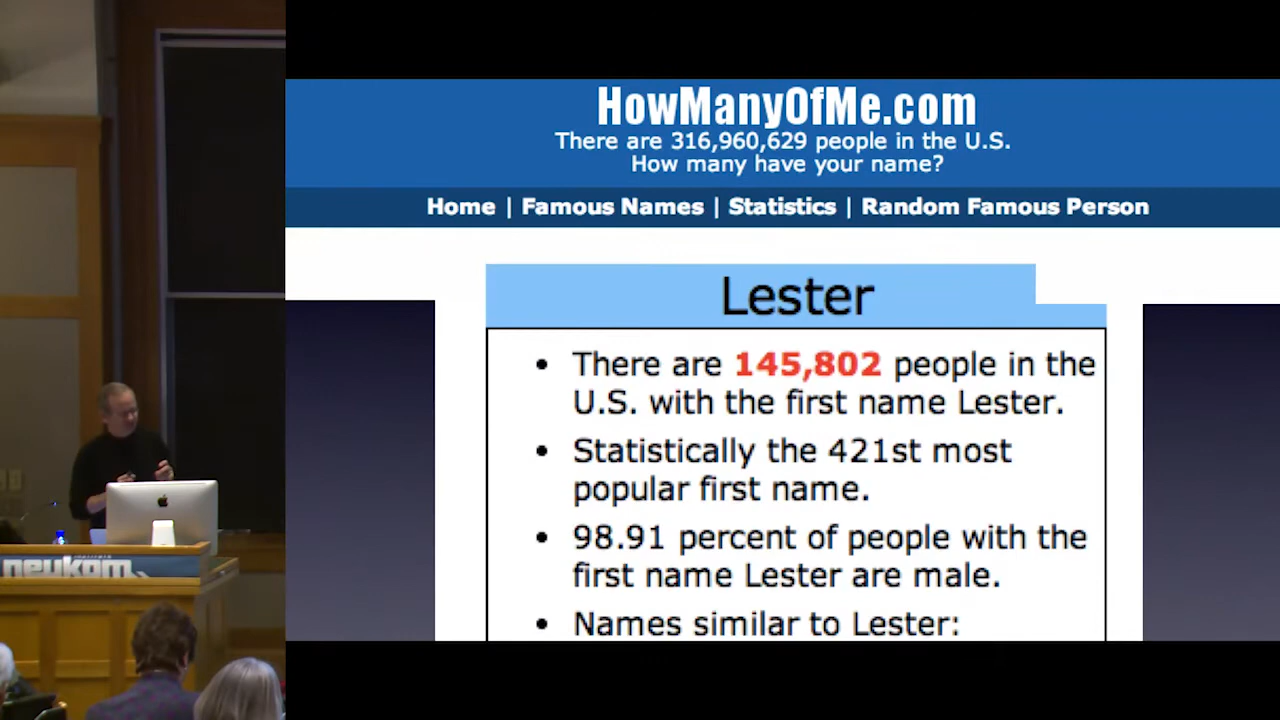 HowManyOfMe.com
There are 316,960,629 people in the U.S.
How many have your name?
Home | Famous Names | Statistics | Random Famous Person
Lester
• There are 145,802 people in the
U.S. with the first name Lester.
• Statistically the 421st most
popular first name.
• 98.91 percent of people with the
first name Lester are male.
• Names similar to Lester:
INSTITUTE
neukom